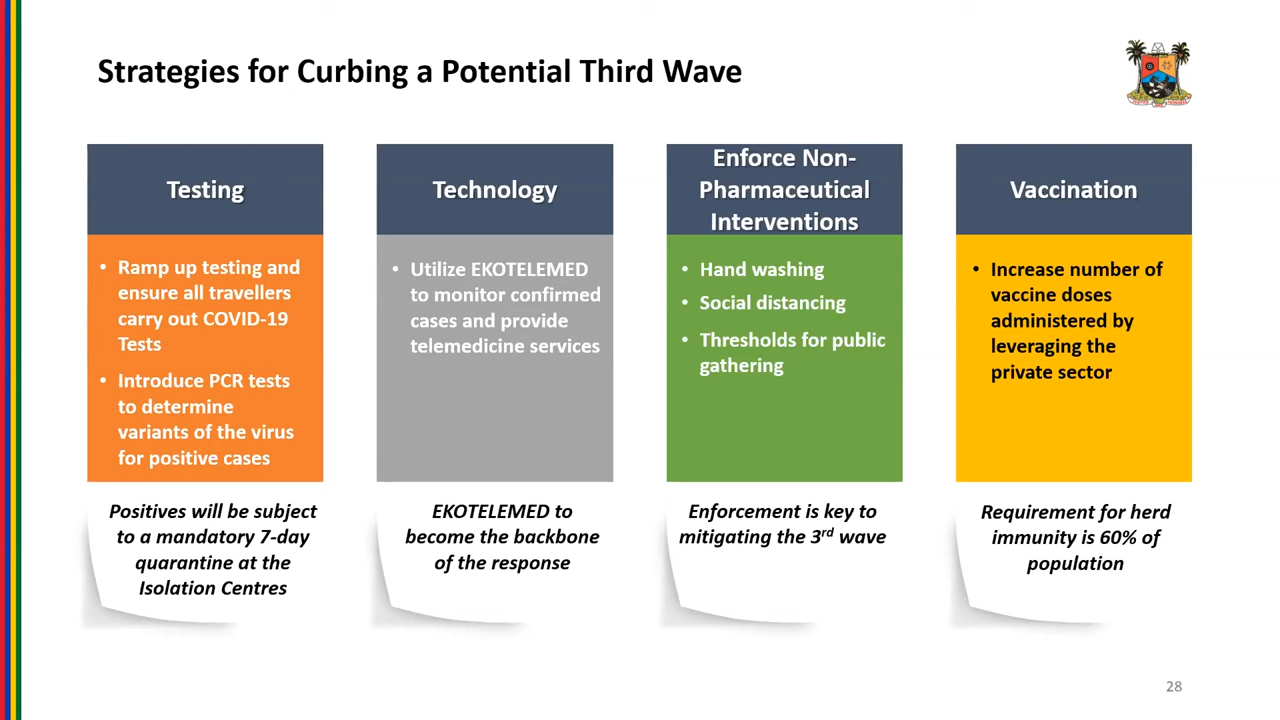 Strategies for Curbing a Potential Third Wave
Testing
• Ramp up testing and
ensure all travellers
carry out COVID-19
Tests
• Introduce PCR tests
to determine
variants of the virus
for positive cases
Positives will be subject
to a mandatory 7-day
quarantine at the
Isolation Centres
Technology
• Utilize EKOTELEMED
to monitor confirmed
cases and provide
telemedicine services
EKOTELEMED to
become the backbone
of the response
Enforce Non-
Pharmaceutical
Interventions
• Hand washing
• Social distancing
• Thresholds for public
gathering
Enforcement is key to
mitigating the 3rd wave
Vaccination
• Increase number of
vaccine doses
administered by
leveraging the
private sector
Requirement for herd
immunity is 60% of
population
28